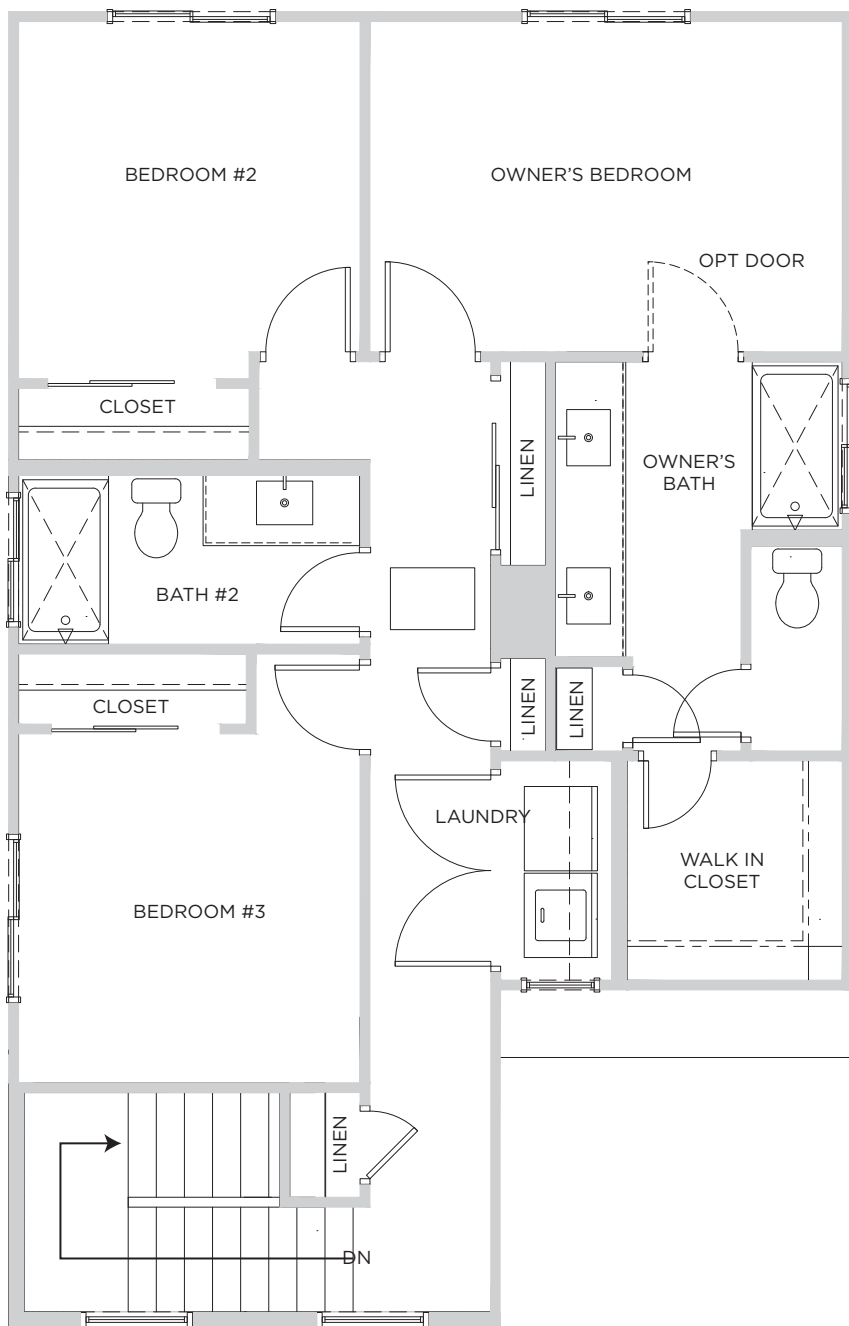 BEDROOM #2
OWNER'S BEDROOM
OPT DOOR
CLOSET
LINEN
OWNER'S
BATH
BATH #2
CLOSET
LINEN
LINEN
LAUNDRY
WALK IN
CLOSET
BEDROOM #3
LINEN
DN